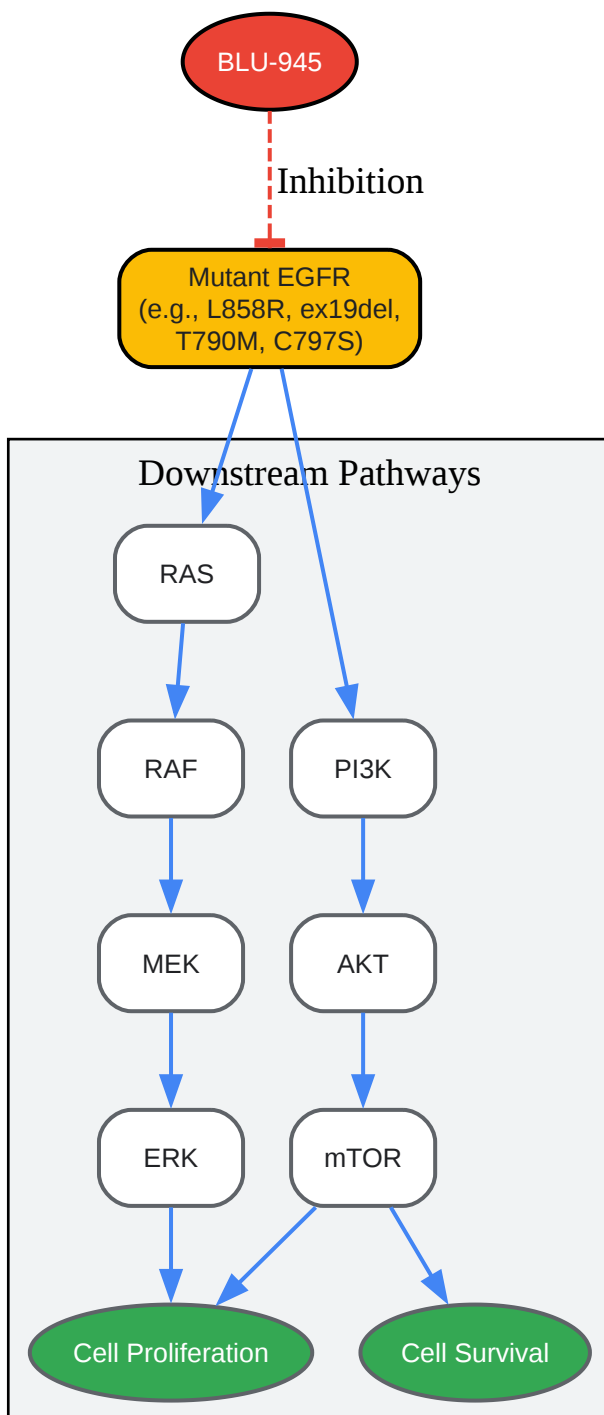 BLU-945
Inhibition
Mutant EGFR
(e.g., L858R, ex19del,
T790M, C797S)
Downstream Pathways
RAS
RAF
PI3K
MEK
AKT
ERK
mTOR
Cell Proliferation
Cell Survival